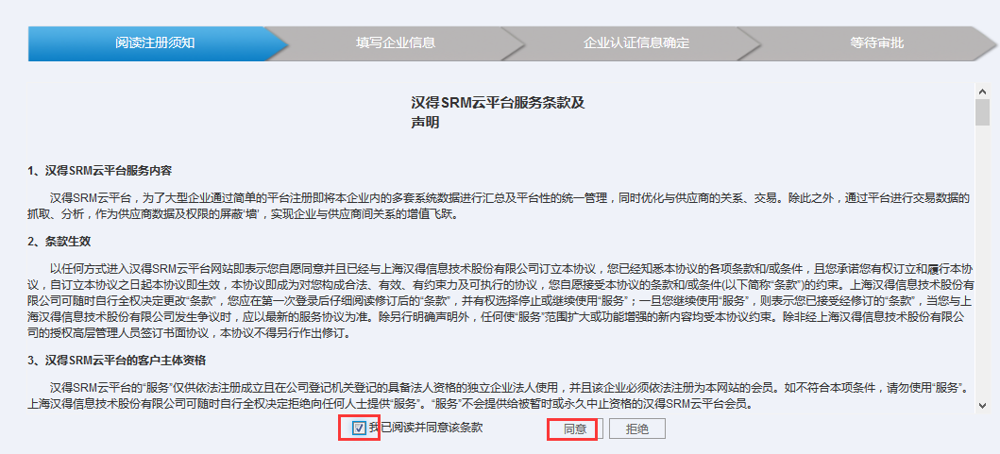 阅读注册须知
填写企业信息
企业认证信息确定
等待审批
汉得SRM云平台服务条款及
声明
1、汉得SRM云平台服务内容
汉得SRM云平台，为了大型企业通过简单的平台注册即将本企业内的多套系统数据进行汇总及平台性的统一管理，同时优化与供应商的关系、交易。除此之外，通过平台进行交易数据的
抓取、分析，作为供应商数据及权限的屏蔽‘墙’，实现企业与供应商间关系的增值飞跃。
2、条款生效
以任何方式进入汉得SRM云平台网站即表示您自愿同意并且已经与上海汉得信息技术股份有限公司订立本协议，您已经知悉本协议的各项条款和/或条件，且您承诺您有权订立和履行本协
议，自订立本协议之日起本协议即生效，本协议即成为对您构成合法、有效、有约束力及可执行的协议，您自愿接受本协议的条款和/或条件(以下简称“条款”)的约束。上海汉得信息技术股份有
限公司可随时自行全权决定更改“条款”，您应在第一次登录后仔细阅读修订后的“条款”，并有权选择停止或继续使用“服务”；一旦您继续使用“服务”，则表示您已接受经修订的“条款”，当您与上
海汉得信息技术股份有限公司发生争议时，应以最新的服务协议为准。除另行明确声明外，任何使“服务”范围扩大或功能增强的新内容均受本协议约束。除非经上海汉得信息技术股份有限公
司的授权高层管理人员签订书面协议，本协议不得另行作出修订。
3、汉得SRM云平台的客户主体资格
汉得SRM云平台的“服务”仅供依法注册成立且在公司登记机关登记的具备法人资格的独立企业法人使用，并且该企业必须依法注册为本网站的会员。如不符合本项条件，请勿使用“服务”。
上海汉得信息技术股份有限公司可随时自行全权决定拒绝向任何人士提供“服务”。“服务”不会提供给被暂时或永久中止资格的汉得SRM云平台会员。
我已阅读并同意该条款
同意
拒绝